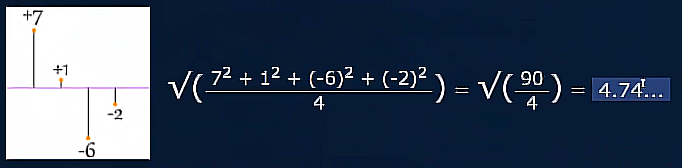 +7
+1
-6
-2
√( 7² + 1² + (-6)² + (-2)² / 4 ) = √( 90 / 4 ) = 4.74...